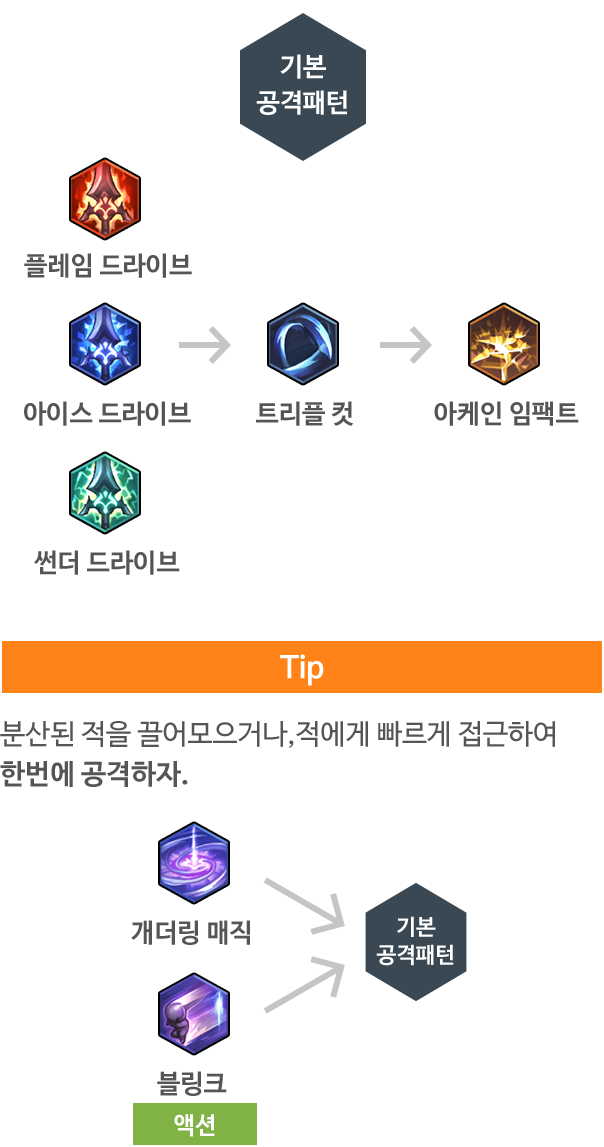 기본
공격패턴
플레임 드라이브
아이스 드라이브
트리플 컷
아케인 임팩트
썬더 드라이브
Tip
분산된 적을 끌어모으거나,적에게 빠르게 접근하여
한번에 공격하자.
개더링 매직
기본
공격패턴
블링크
액션